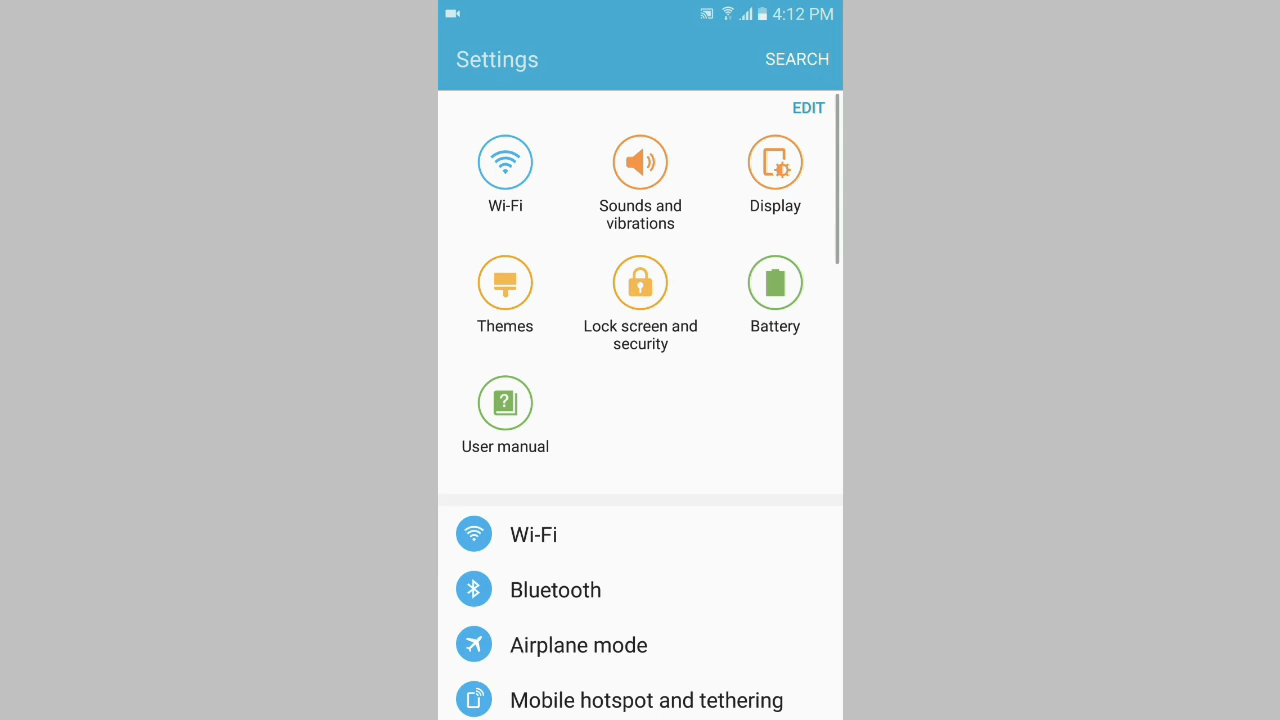 4:12 PM
Settings
SEARCH
EDIT
Wi-Fi
Sounds and
vibrations
Display
Themes
Lock screen and
security
Battery
?
User manual
Wi-Fi
Bluetooth
Airplane mode
Mobile hotspot and tethering